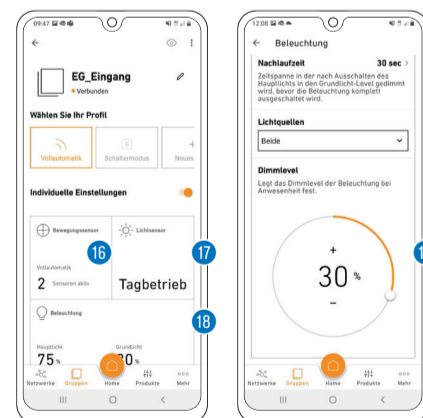 09:47
EG_Eingang
Verbunden
Wählen Sie Ihr Profil
Vollautomatik
Schaltermodus
Neues
Individuelle Einstellungen
Bewegungssensor
16
Lichtsensor
17
Vollautomatik
2 Sensoren aktiv
Tagbetrieb
Beleuchtung
18
Hauptlicht
Grundlicht
75 %
Netzwerke
Gruppen
Home
Produkte
Mehr
12:08
Beleuchtung
Nachlaufzeit
30 sec >
Zeitspanne in der nach Ausschalten des
Hauptlichts in den Grundlicht-Level gedimmt
wird, bevor die Beleuchtung komplett
ausgeschaltet wird.
Lichtquellen
Beide
Dimmlevel
Legt das Dimmlevel der Beleuchtung bei
Anwesenheit fest.
+
30 %
−
Netzwerke
Gruppen
Home
Produkte
Mehr